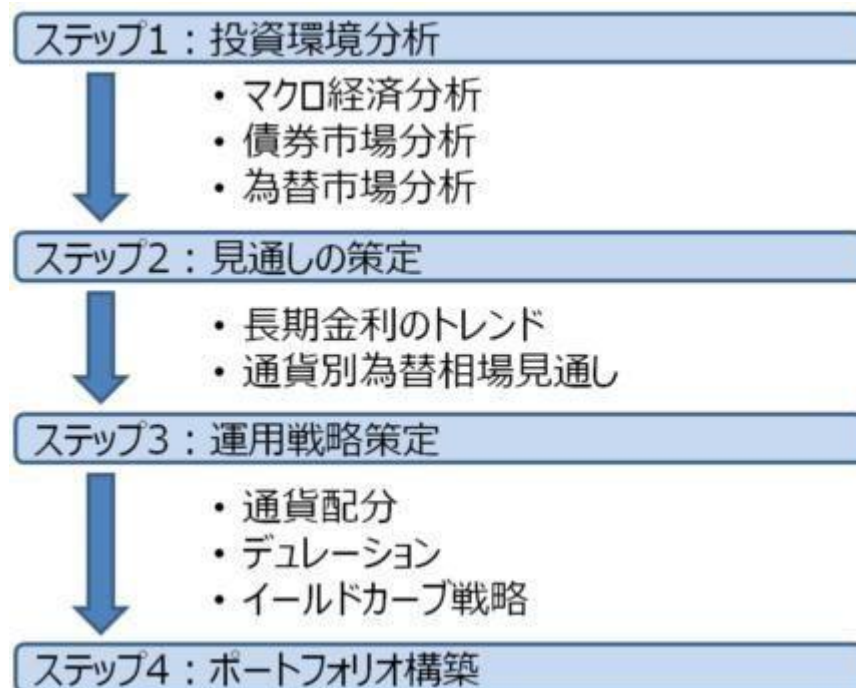 ステップ1：投資環境分析
・マクロ経済分析
・債券市場分析
・為替市場分析
ステップ2：見通しの策定
・長期金利のトレンド
・通貨別為替相場見通し
ステップ3：運用戦略策定
・通貨配分
・デュレーション
・イールドカーブ戦略
ステップ4：ポートフォリオ構築